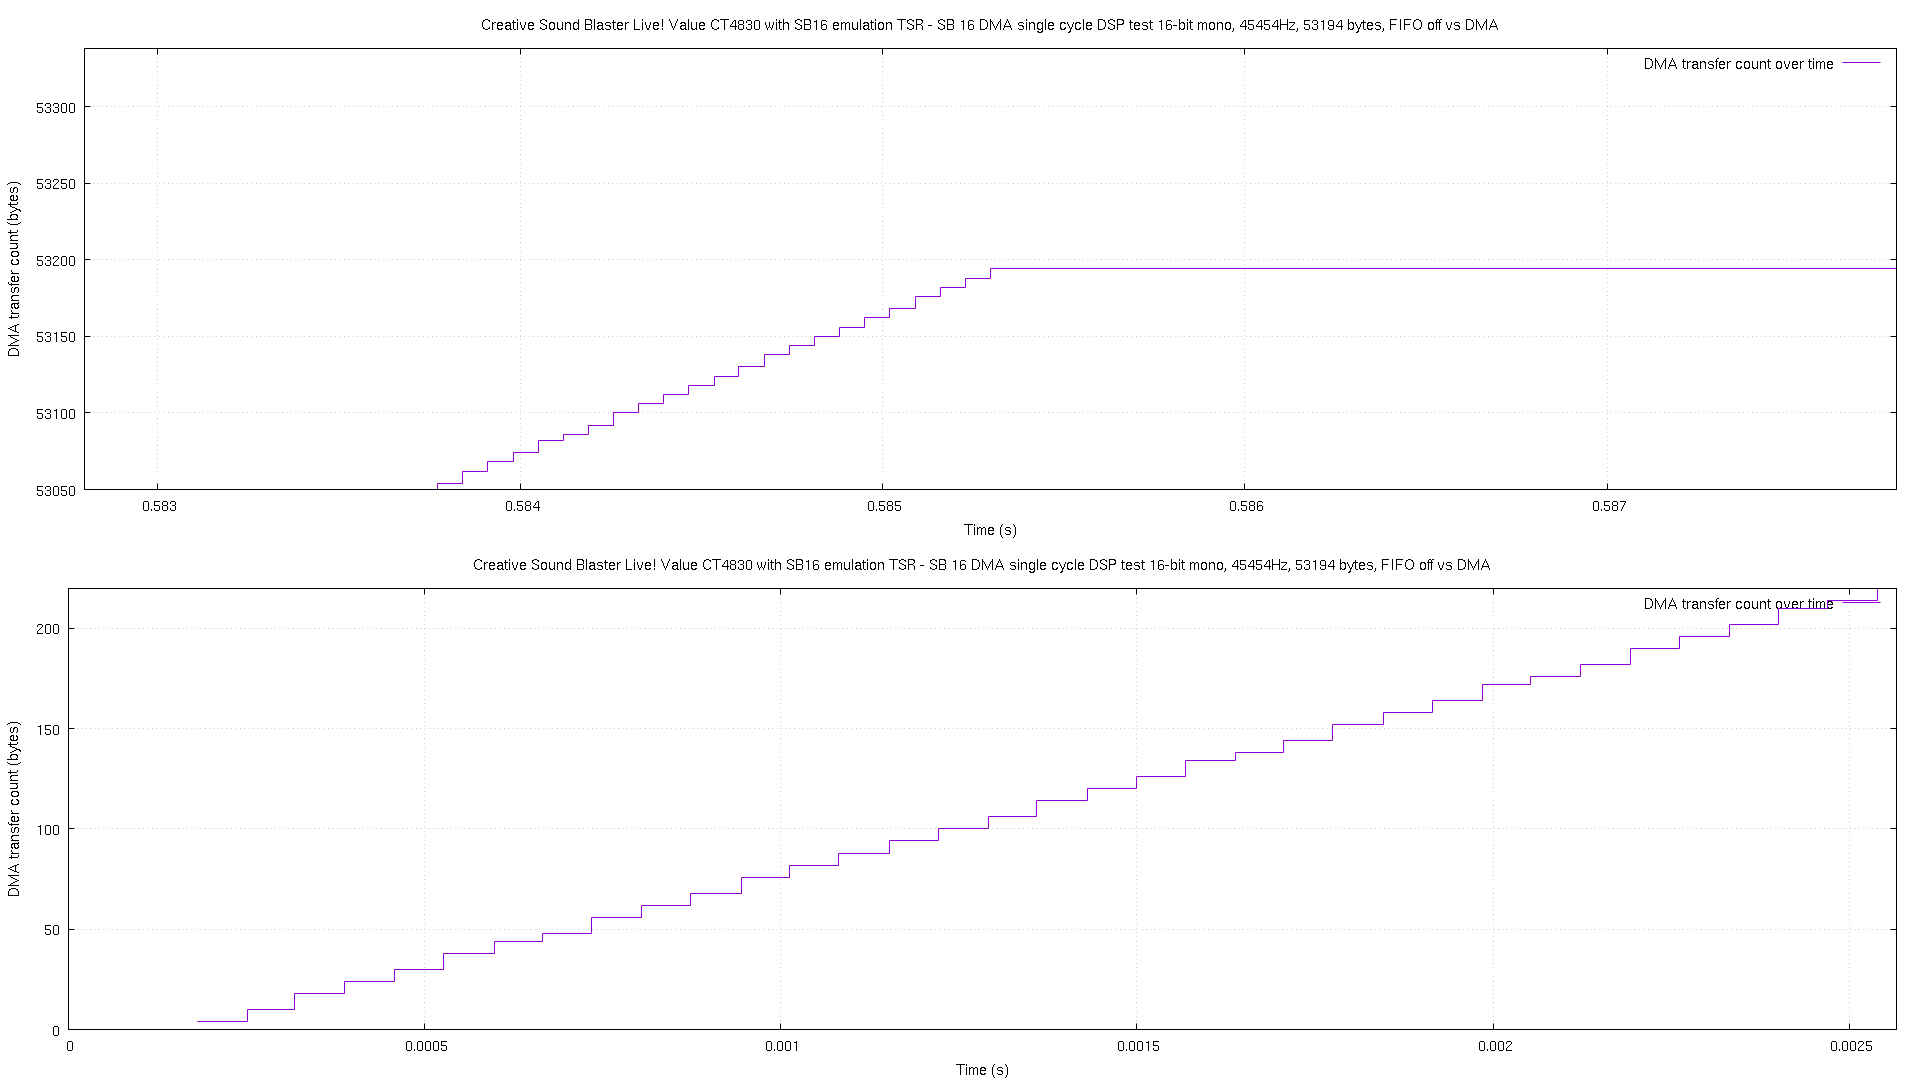 Creative Sound Blaster Live! Value CT4830 with SB16 emulation TSR - SB 16 DMA single cycle DSP test 16-bit mono, 45454Hz, 53194 bytes, FIFO off vs DMA
DMA transfer count over time
DMA transfer count (bytes)
53300
53250
53200
53150
53100
53050
0.583 0.584 0.585 0.586 0.587
Time (s)
Creative Sound Blaster Live! Value CT4830 with SB16 emulation TSR - SB 16 DMA single cycle DSP test 16-bit mono, 45454Hz, 53194 bytes, FIFO off vs DMA
DMA transfer count over time
DMA transfer count (bytes)
200
150
100
50
0
0 0.0005 0.001 0.0015 0.002 0.0025
Time (s)